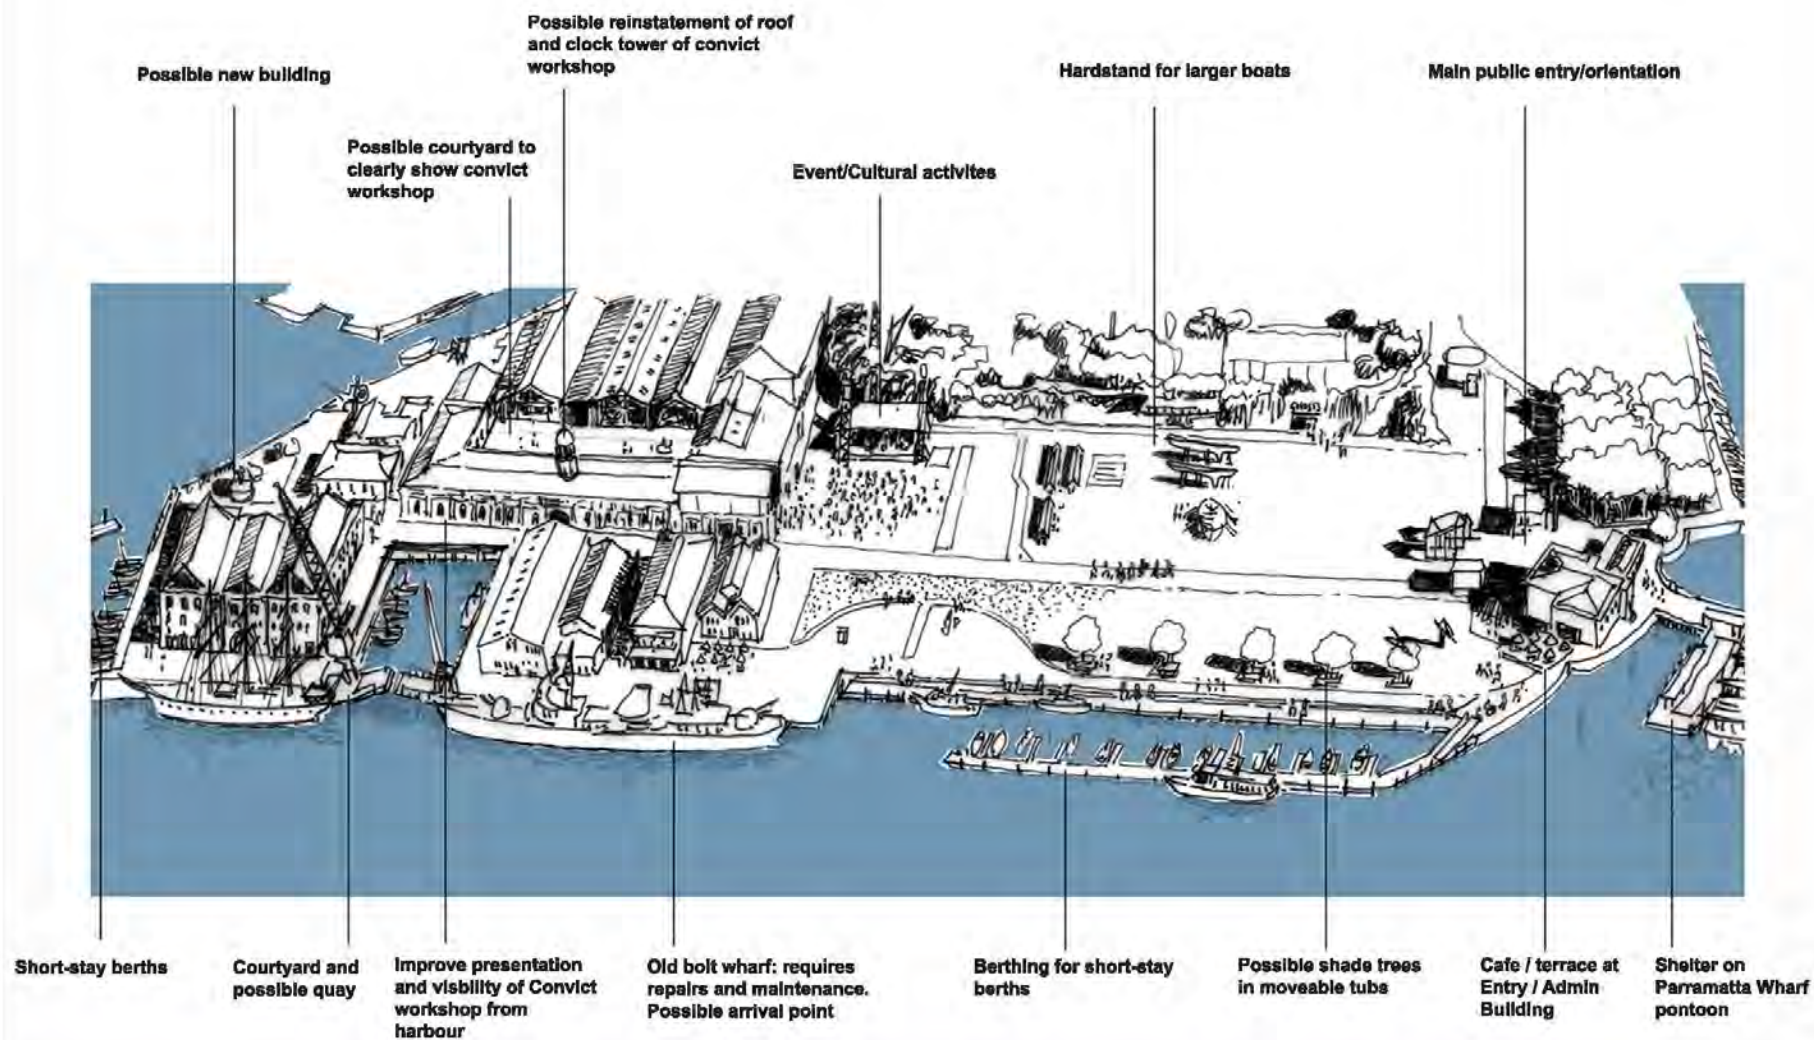 Possible reinstatement of roof
and clock tower of convict
workshop
Possible new building
Hardstand for larger boats
Main public entry/orientation
Possible courtyard to
clearly show convict
workshop
Event/Cultural activites
Short-stay berths
Courtyard and
possible quay
Improve presentation
and visbility of Convict
workshop from
harbour
Old bolt wharf: requires
repairs and maintenance.
Possible arrival point
Berthing for short-stay
berths
Possible shade trees
in moveable tubs
Cafe / terrace at
Entry / Admin
Building
Shelter on
Parramatta Wharf
pontoon